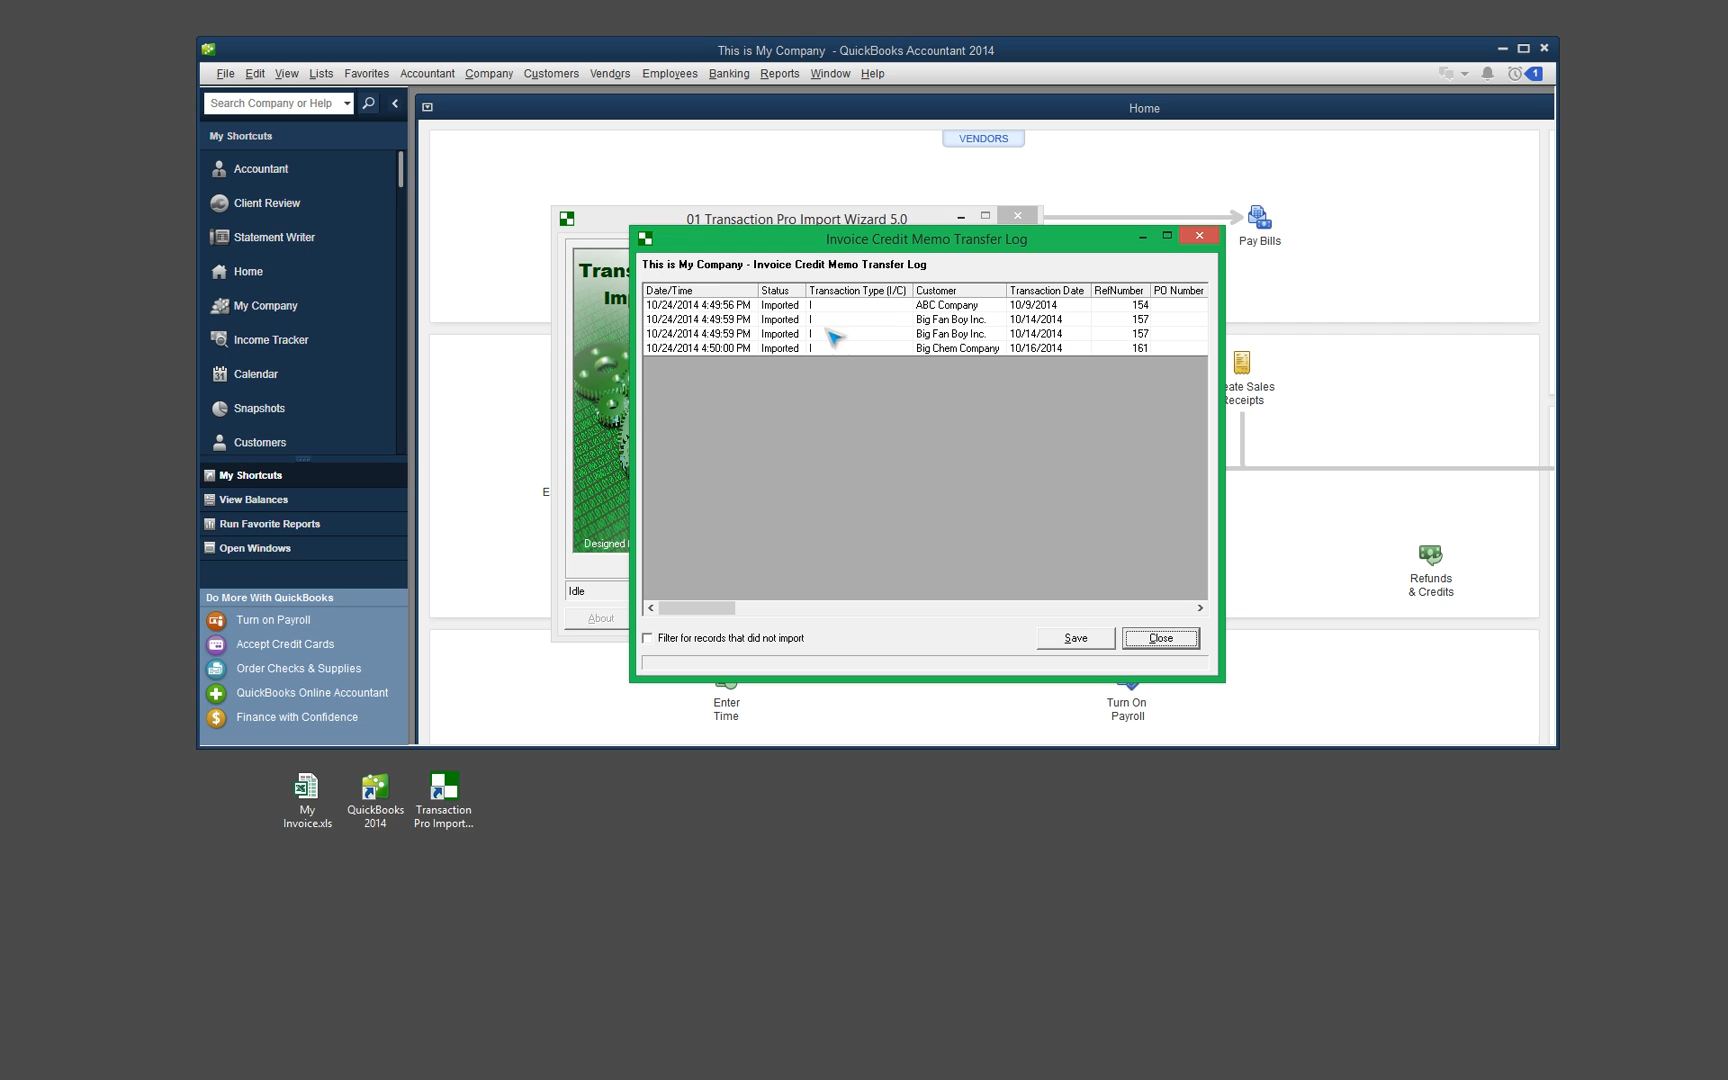 This is My Company - QuickBooks Accountant 2014
File Edit View Lists Favorites Accountant Company Customers Vendors Employees Banking Reports Window Help
1
Search Company or Help
Home
My Shortcuts
Accountant
Client Review
Statement Writer
Home
My Company
Income Tracker
31
Calendar
Snapshots
Customers
My Shortcuts
View Balances
Run Favorite Reports
Open Windows
Do More With QuickBooks
Turn on Payroll
Accept Credit Cards
Order Checks & Supplies
QuickBooks Online Accountant
Finance with Confidence
VENDORS
Pay Bills
01 Transaction Pro Import Wizard 5.0
Trans
Im
Designed
Idle
About
E
Invoice Credit Memo Transfer Log
This is My Company - Invoice Credit Memo Transfer Log
Date/Time Status Transaction Type (I/C) Customer Transaction Date RefNumber PO Number
10/24/2014 4:49:56 PM Imported I ABC Company 10/9/2014 154
10/24/2014 4:49:59 PM Imported I Big Fan Boy Inc. 10/14/2014 157
10/24/2014 4:49:59 PM Imported I Big Fan Boy Inc. 10/14/2014 157
10/24/2014 4:50:00 PM Imported I Big Chem Company 10/16/2014 161
Filter for records that did not import
Save Close
eate Sales
Receipts
Refunds
& Credits
Enter
Time
Turn On
Payroll
My
Invoice.xls
QuickBooks
2014
Transaction
Pro Import...